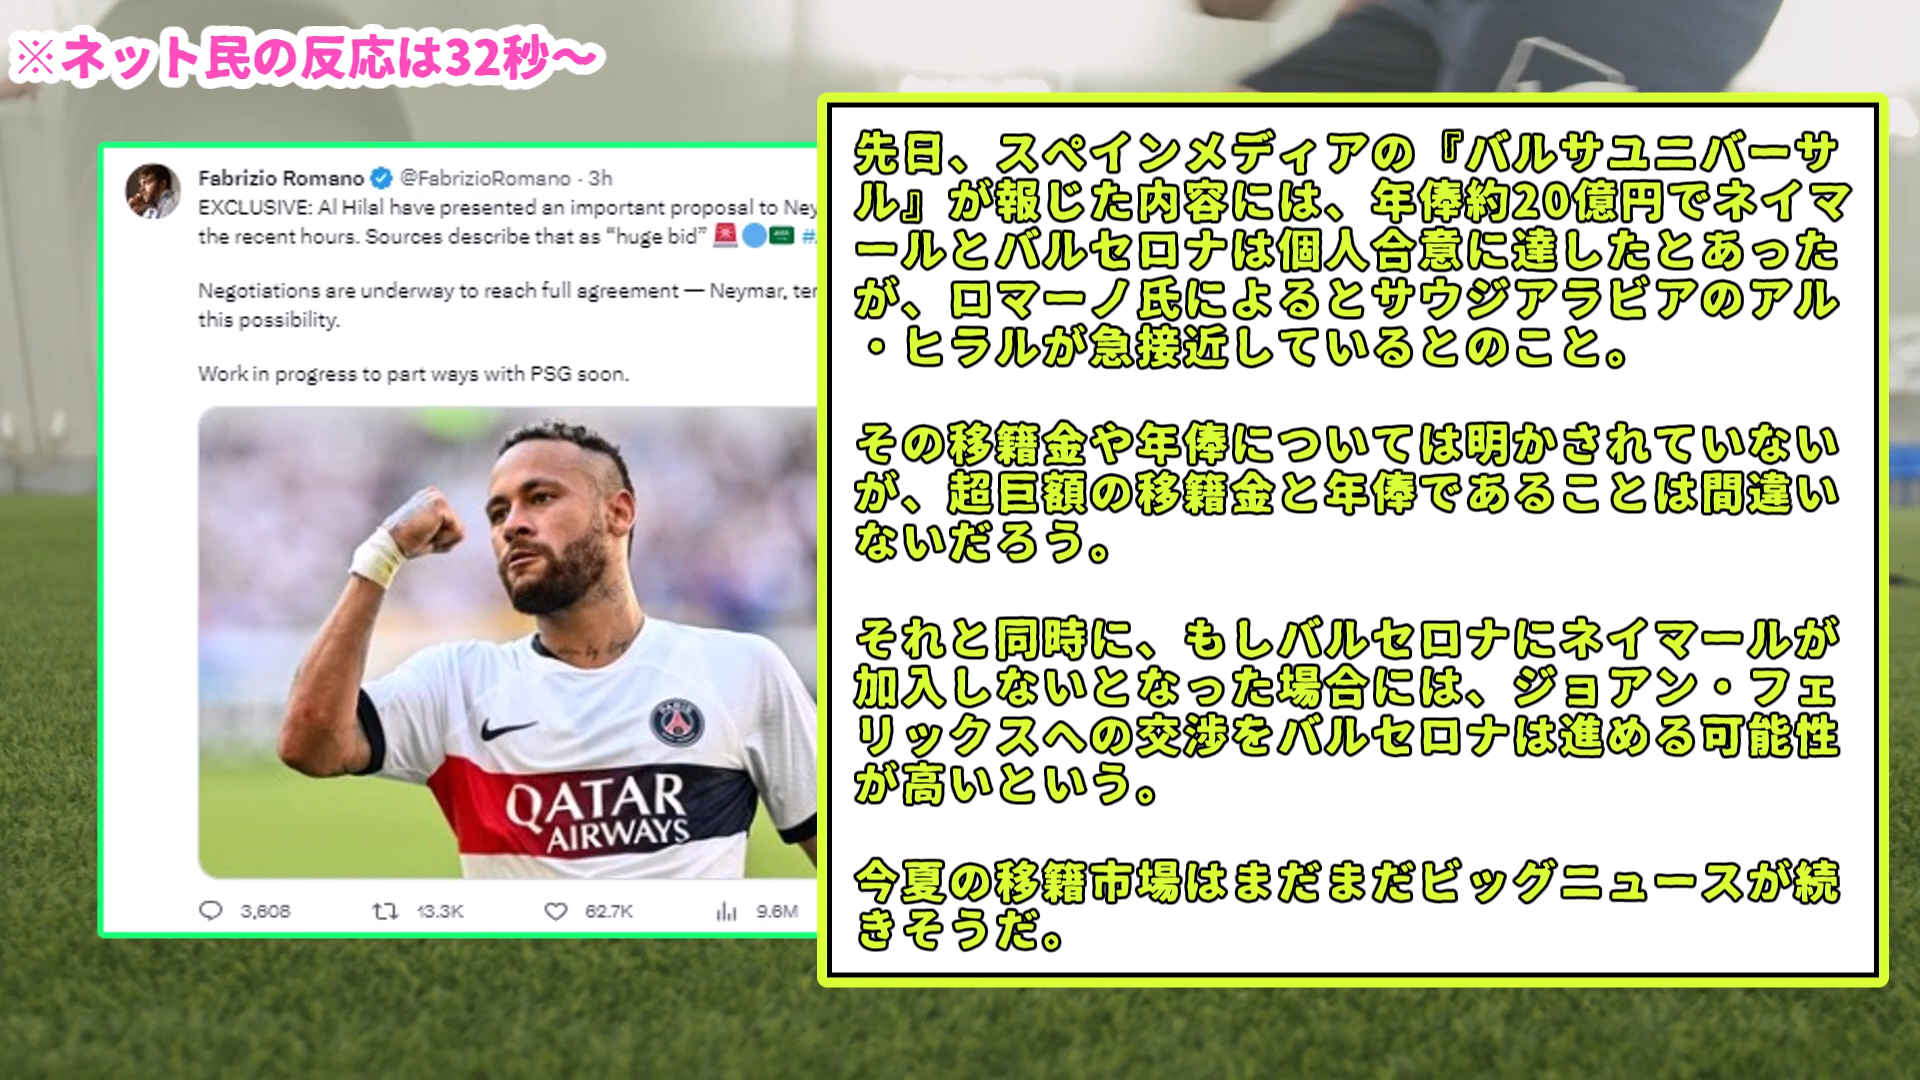 ※ネット民の反応は32秒～
Fabrizio Romano @FabrizioRomano · 3h
EXCLUSIVE: Al Hilal have presented an important proposal to
the recent hours. Sources describe that as “huge bid”
Negotiations are underway to reach full agreement — Neymar,
this possibility.
Work in progress to part ways with PSG soon.
PARIS
QATAR
AIRWAYS
3,608 13.3K 62.7K 9.6M
先日、スペインメディアの『バルサユニバーサ
ル』が報じた内容には、年俸約20億円でネイマ
ールとバルセロナは個人合意に達したとあった
が、ロマーノ氏によるとサウジアラビアのアル
・ヒラルが急接近しているとのこと。
その移籍金や年俸については明かされていない
が、超巨額の移籍金と年俸であることは間違い
ないだろう。
それと同時に、もしバルセロナにネイマールが
加入しないとなった場合には、ジョアン・フェ
リックスへの交渉をバルセロナは進める可能性
が高いという。
今夏の移籍市場はまだまだビッグニュースが続
きそうだ。